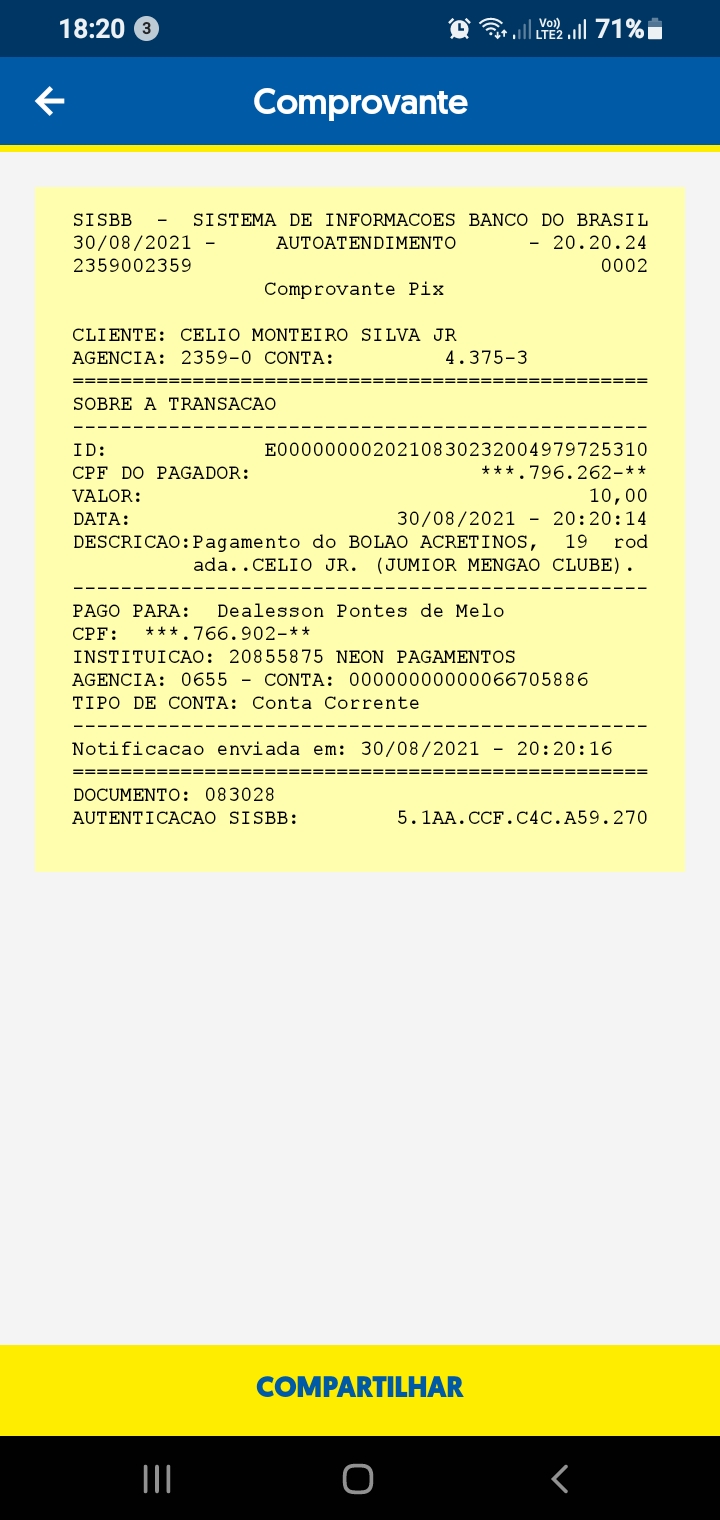 18:20 3 Vo)) LTE2 71%
Comprovante
SISBB - SISTEMA DE INFORMACOES BANCO DO BRASIL
30/08/2021 - AUTOATENDIMENTO - 20.20.24
2359002359 0002
Comprovante Pix
CLIENTE: CELIO MONTEIRO SILVA JR
AGENCIA: 2359-0 CONTA: 4.375-3
================================================
SOBRE A TRANSACAO
------------------------------------------------
ID: E00000000202108302320049797​25310
CPF DO PAGADOR: ***.796.262-**
VALOR: 10,00
DATA: 30/08/2021 - 20:20:14
DESCRICAO:Pagamento do BOLAO ACRETINOS, 19 rod
ada..CELIO JR. (JUMIOR MENGAO CLUBE).
------------------------------------------------
PAGO PARA: Dealesson Pontes de Melo
CPF: ***.766.902-**
INSTITUICAO: 20855875 NEON PAGAMENTOS
AGENCIA: 0655 - CONTA: 00000000000066705886
TIPO DE CONTA: Conta Corrente
------------------------------------------------
Notificacao enviada em: 30/08/2021 - 20:20:16
================================================
DOCUMENTO: 083028
AUTENTICACAO SISBB: 5.1AA.CCF.C4C.A59.270
COMPARTILHAR